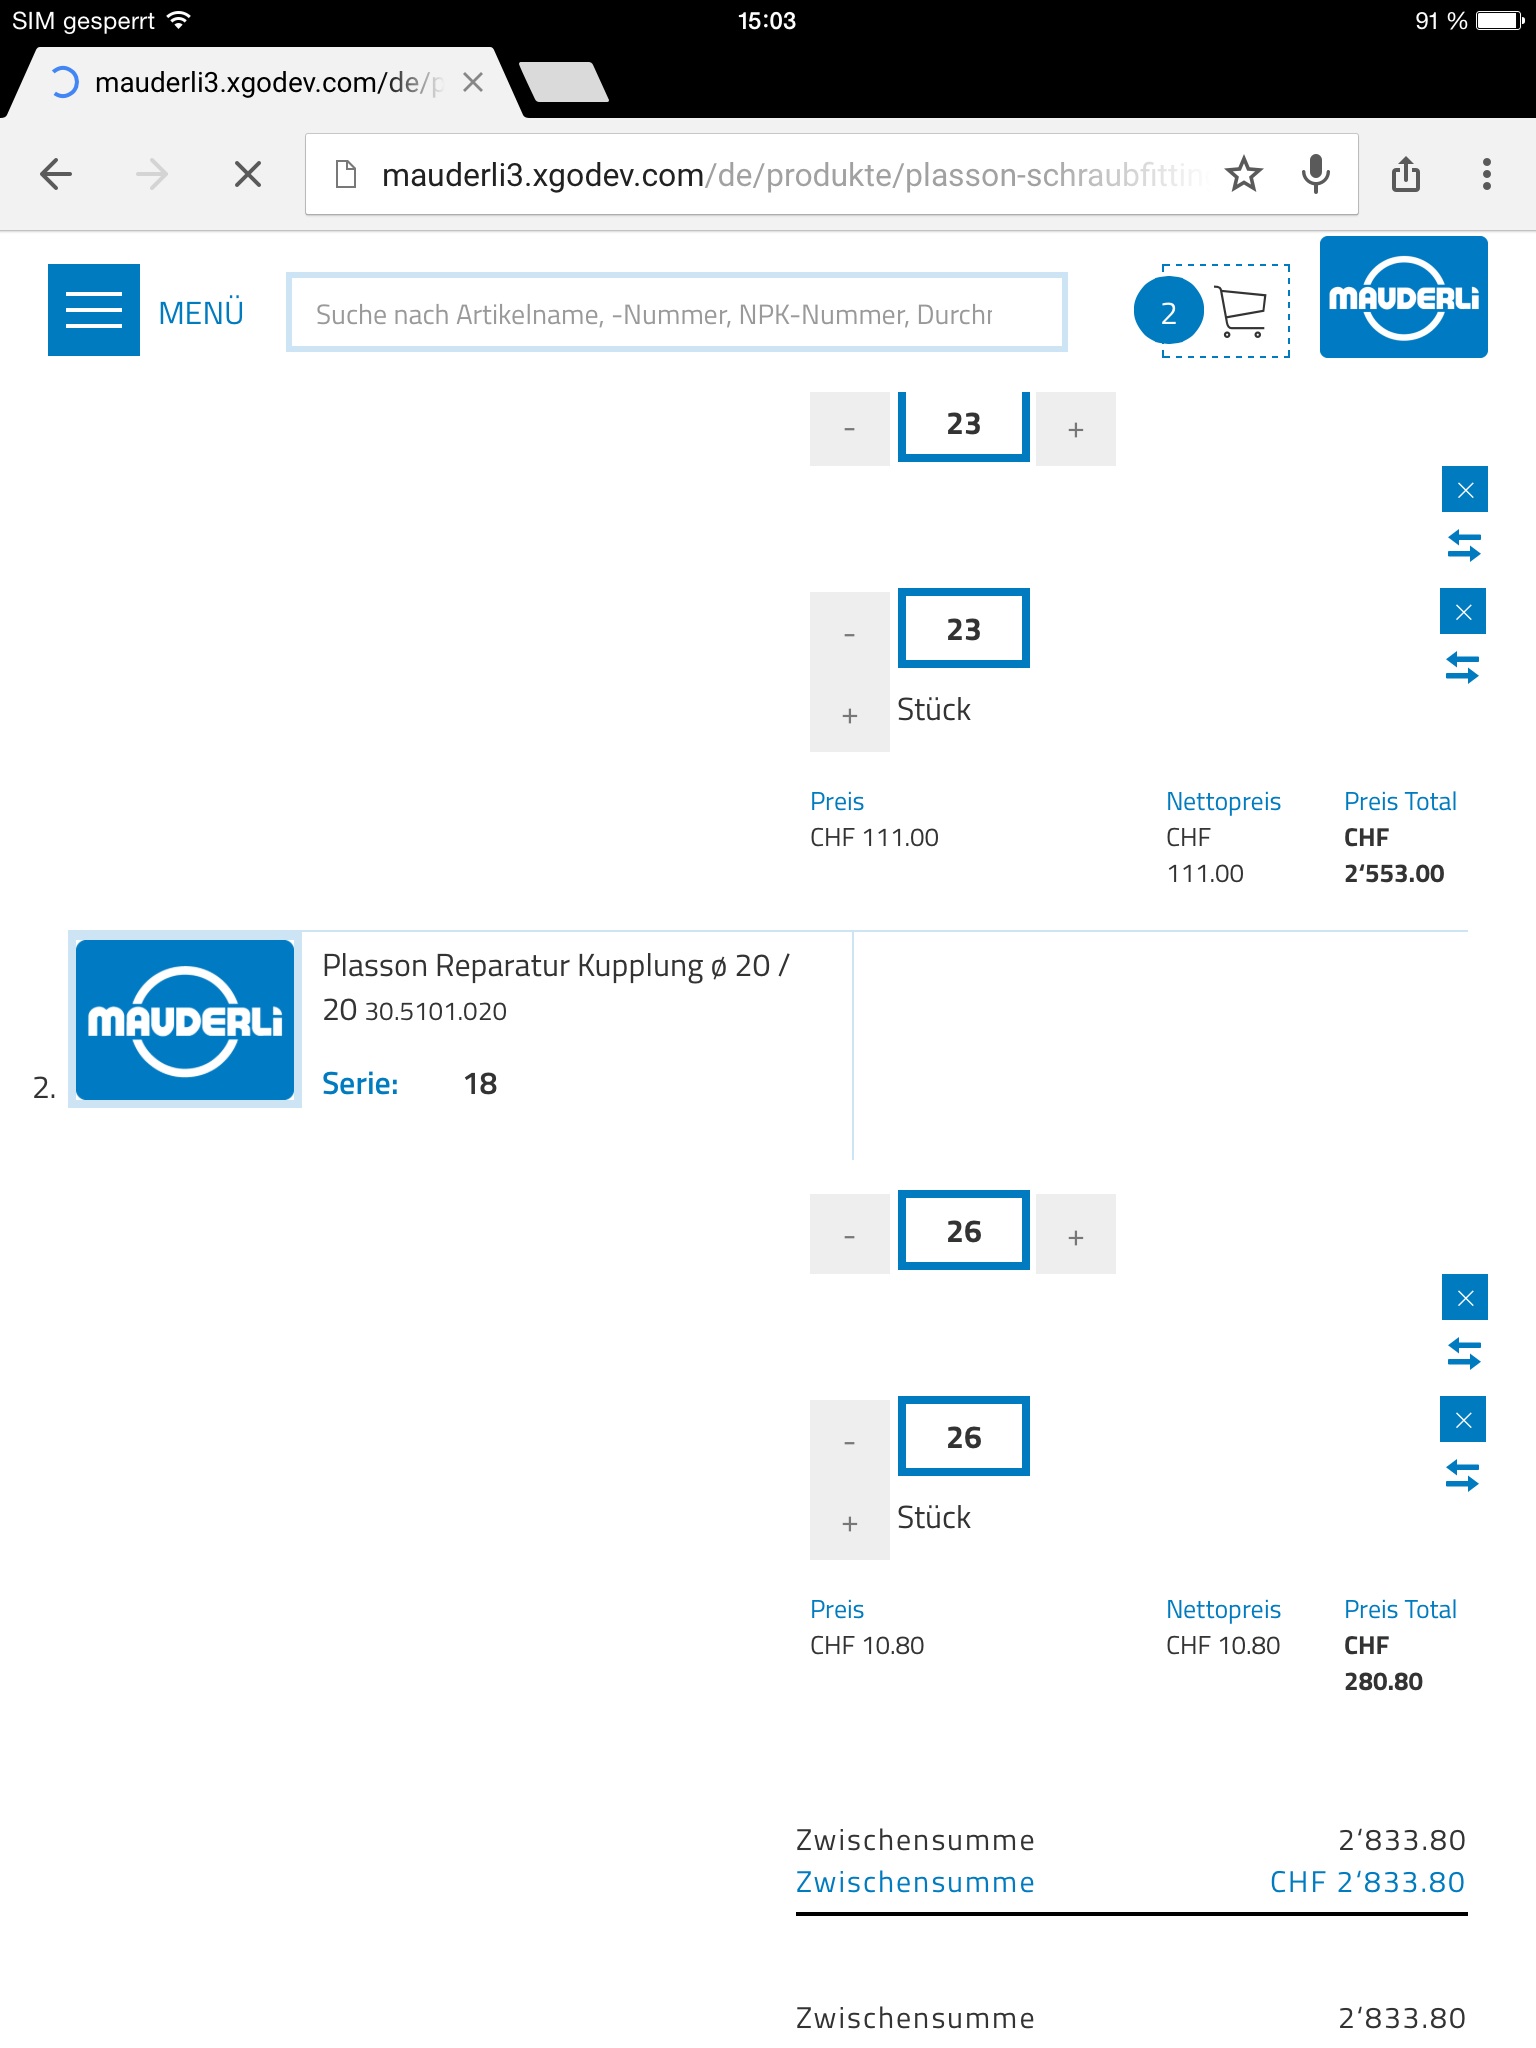 SIM gesperrt 15:03 91 %
mauderli3.xgodev.com/de/p
mauderli3.xgodev.com/de/produkte/plasson-schraubfittin
MENÜ
Suche nach Artikelname, -Nummer, NPK-Nummer, Durchr
2
MAUDERLi
- 23 +
- 23
+ Stück
Preis Nettopreis Preis Total
CHF 111.00 CHF CHF
111.00 2‘553.00
Plasson Reparatur Kupplung ø 20 /
20 30.5101.020
MAUDERLi
2. Serie: 18
- 26 +
- 26
+ Stück
Preis Nettopreis Preis Total
CHF 10.80 CHF 10.80 CHF
280.80
Zwischensumme 2‘833.80
Zwischensumme CHF 2‘833.80
Zwischensumme 2‘833.80